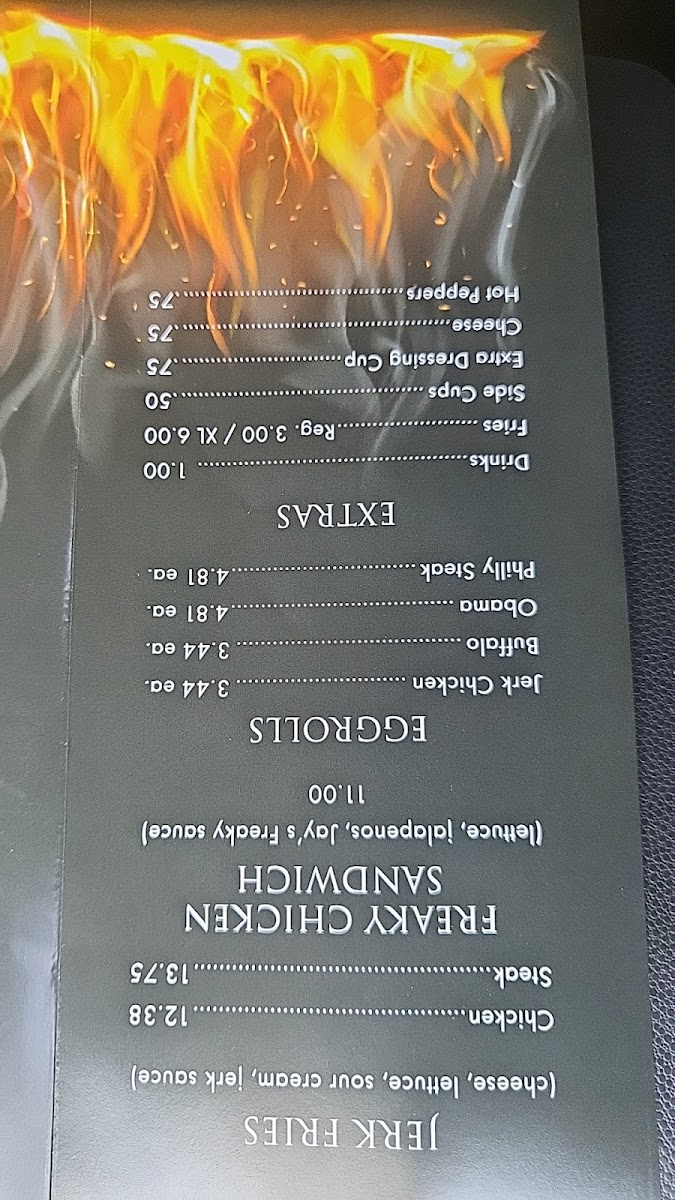 JERK FRIES
(cheese, lettuce, sour cream, jerk sauce)
Chicken.............................................12.38
Steak.................................................13.75
FREAKY CHICKEN
SANDWICH
(lettuce, jalapenos, Jay's Freaky sauce)
11.00
EGGROLLS
Jerk Chicken ............................ 3.44 ea.
Buffalo ..................................... 3.44 ea.
Obama .....................................4.81 ea.
Philly Steak ..............................4.81 ea.
EXTRAS
Drinks............................................ 1.00
Fries .......................Reg. 3.00 / XL 6.00
Side Cups .........................................50
Extra Dressing Cup............................75
Cheese..............................................75
Hot Peppers......................................75